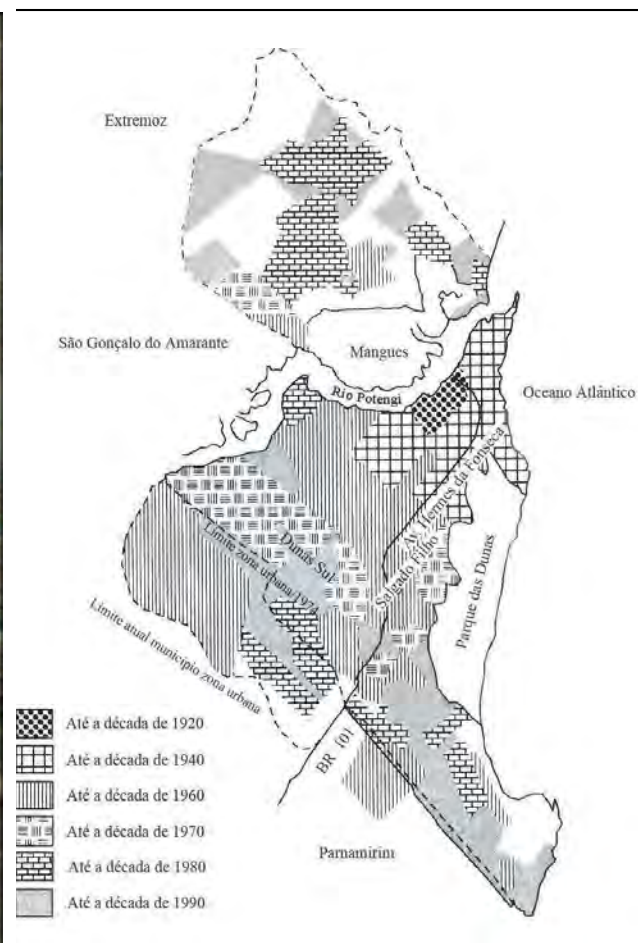 Extremoz
São Gonçalo do Amarante
Mangues
Rio Potengi
Oceano Atlântico
Av. Hermes da Fonseca
Salgado Filho
Parque das Dunas
Dunas Sul
Limite zona urbana/1974
Limite atual município zona urbana
BR [0]
Parnamirim
Até a década de 1920
Até a década de 1940
Até a década de 1960
Até a década de 1970
Até a década de 1980
Até a década de 1990